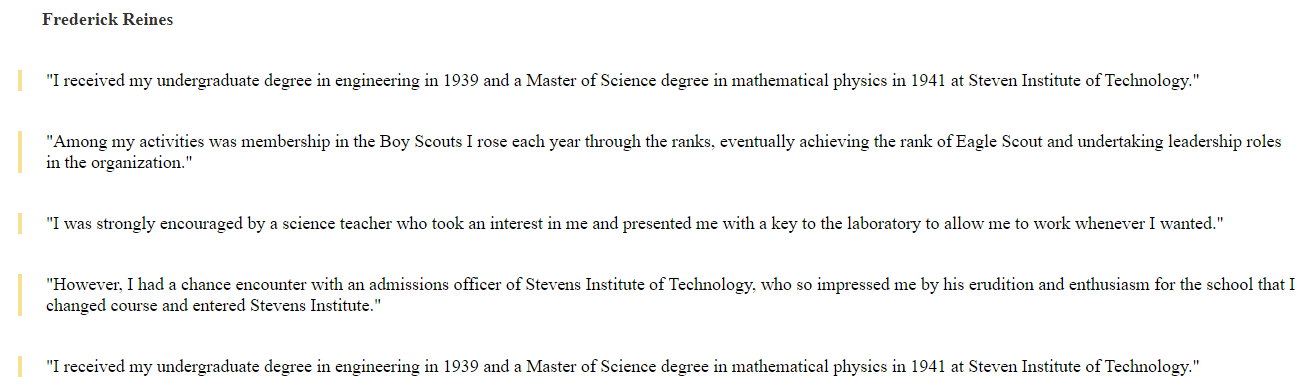 Frederick Reines
"I received my undergraduate degree in engineering in 1939 and a Master of Science degree in mathematical physics in 1941 at Steven Institute of Technology."
"Among my activities was membership in the Boy Scouts I rose each year through the ranks, eventually achieving the rank of Eagle Scout and undertaking leadership roles
in the organization."
"I was strongly encouraged by a science teacher who took an interest in me and presented me with a key to the laboratory to allow me to work whenever I wanted."
"However, I had a chance encounter with an admissions officer of Stevens Institute of Technology, who so impressed me by his erudition and enthusiasm for the school that I
changed course and entered Stevens Institute."
"I received my undergraduate degree in engineering in 1939 and a Master of Science degree in mathematical physics in 1941 at Steven Institute of Technology."